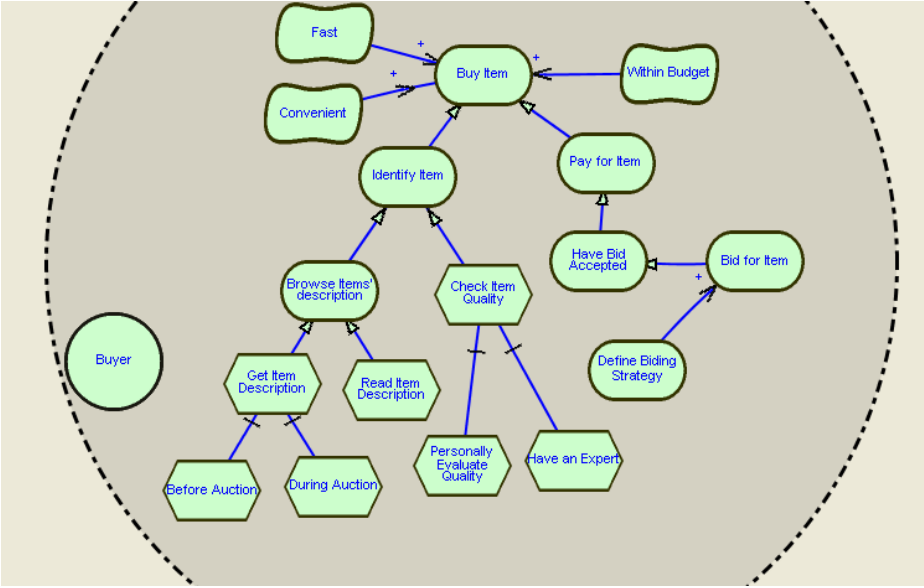 Fast
+
Buy Item
+
Within Budget
+
Convenient
Identify Item
Pay for Item
Have Bid
Accepted
Bid for Item
+
Browse Items'
description
Check Item
Quality
Buyer
Get Item
Description
Read Item
Description
Define Biding
Strategy
Before Auction
During Auction
Personally
Evaluate
Quality
Have an Expert